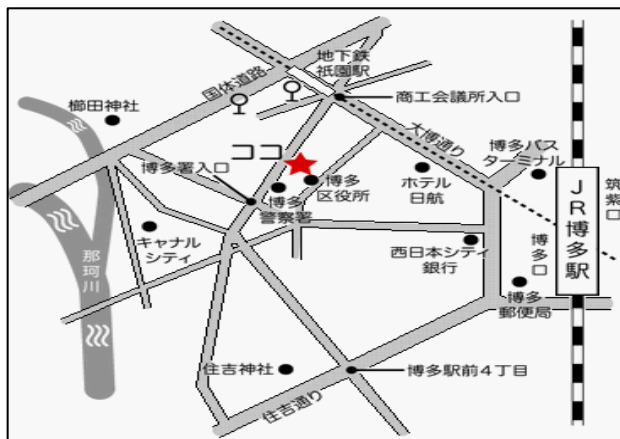 国体道路
地下鉄
祇園駅
櫛田神社
商工会議所入口
大博通り
博多バス
ターミナル
ココ
博多署入口
博多
区役所
ホテル
日航
博多
警察署
JR博多駅
筑紫口
博多口
キャナル
シティ
西日本シティ
銀行
那珂川
博多
郵便局
住吉神社
博多駅前4丁目
住吉通り